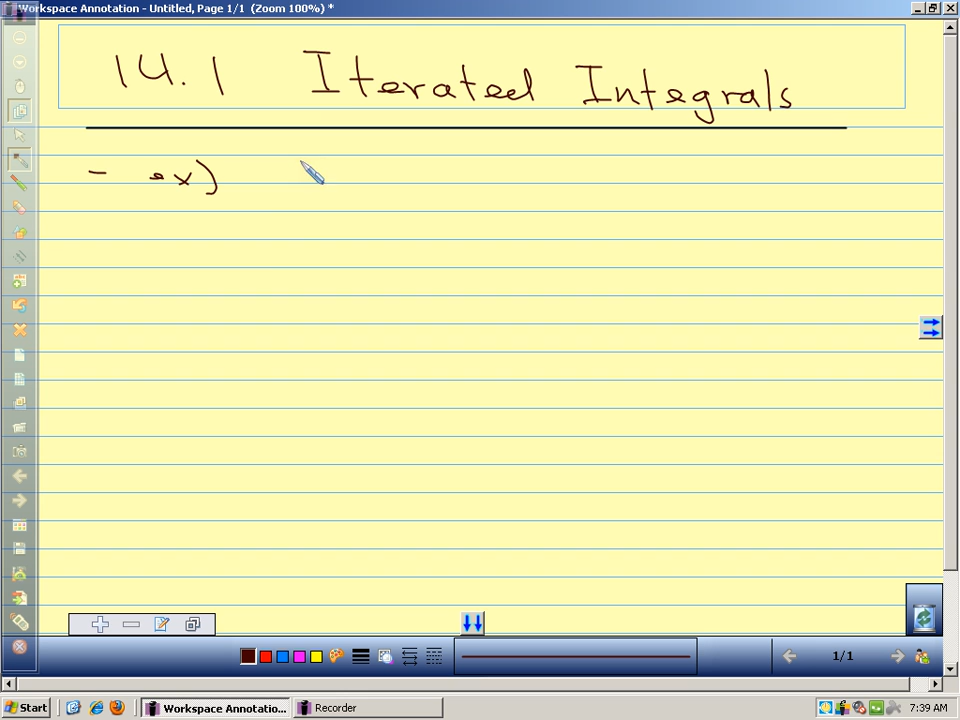 Workspace Annotation - Untitled, Page 1/1 (Zoom 100%) *
14.1 Iterated Integrals
- ex)
1/1
Start
Workspace Annotatio...
Recorder
7:39 AM